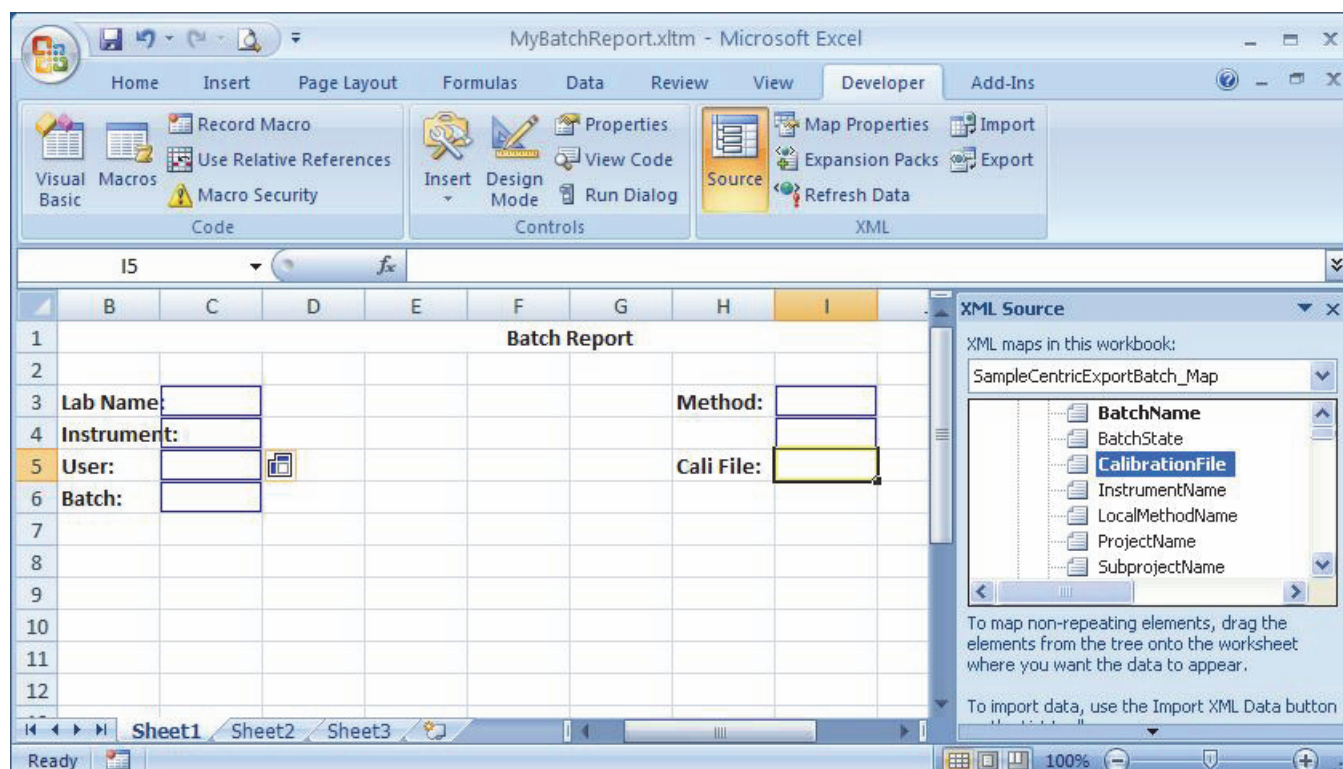 MyBatchReport.xltm - Microsoft Excel
Home Insert Page Layout Formulas Data Review View Developer Add-Ins
Visual Basic
Macros
Record Macro
Use Relative References
Macro Security
Code
Insert
Design Mode
Properties
View Code
Run Dialog
Controls
Source
Map Properties
Expansion Packs
Refresh Data
Import
Export
XML
I5 fx
B C D E F G H I
1 Batch Report
2
3 Lab Name: Method:
4 Instrument:
5 User: Cali File:
6 Batch:
7
8
9
10
11
12
XML Source
XML maps in this workbook:
SampleCentricExportBatch_Map
BatchName
BatchState
CalibrationFile
InstrumentName
LocalMethodName
ProjectName
SubprojectName
To map non-repeating elements, drag the
elements from the tree onto the worksheet
where you want the data to appear.
To import data, use the Import XML Data button
Sheet1 Sheet2 Sheet3
Ready 100%